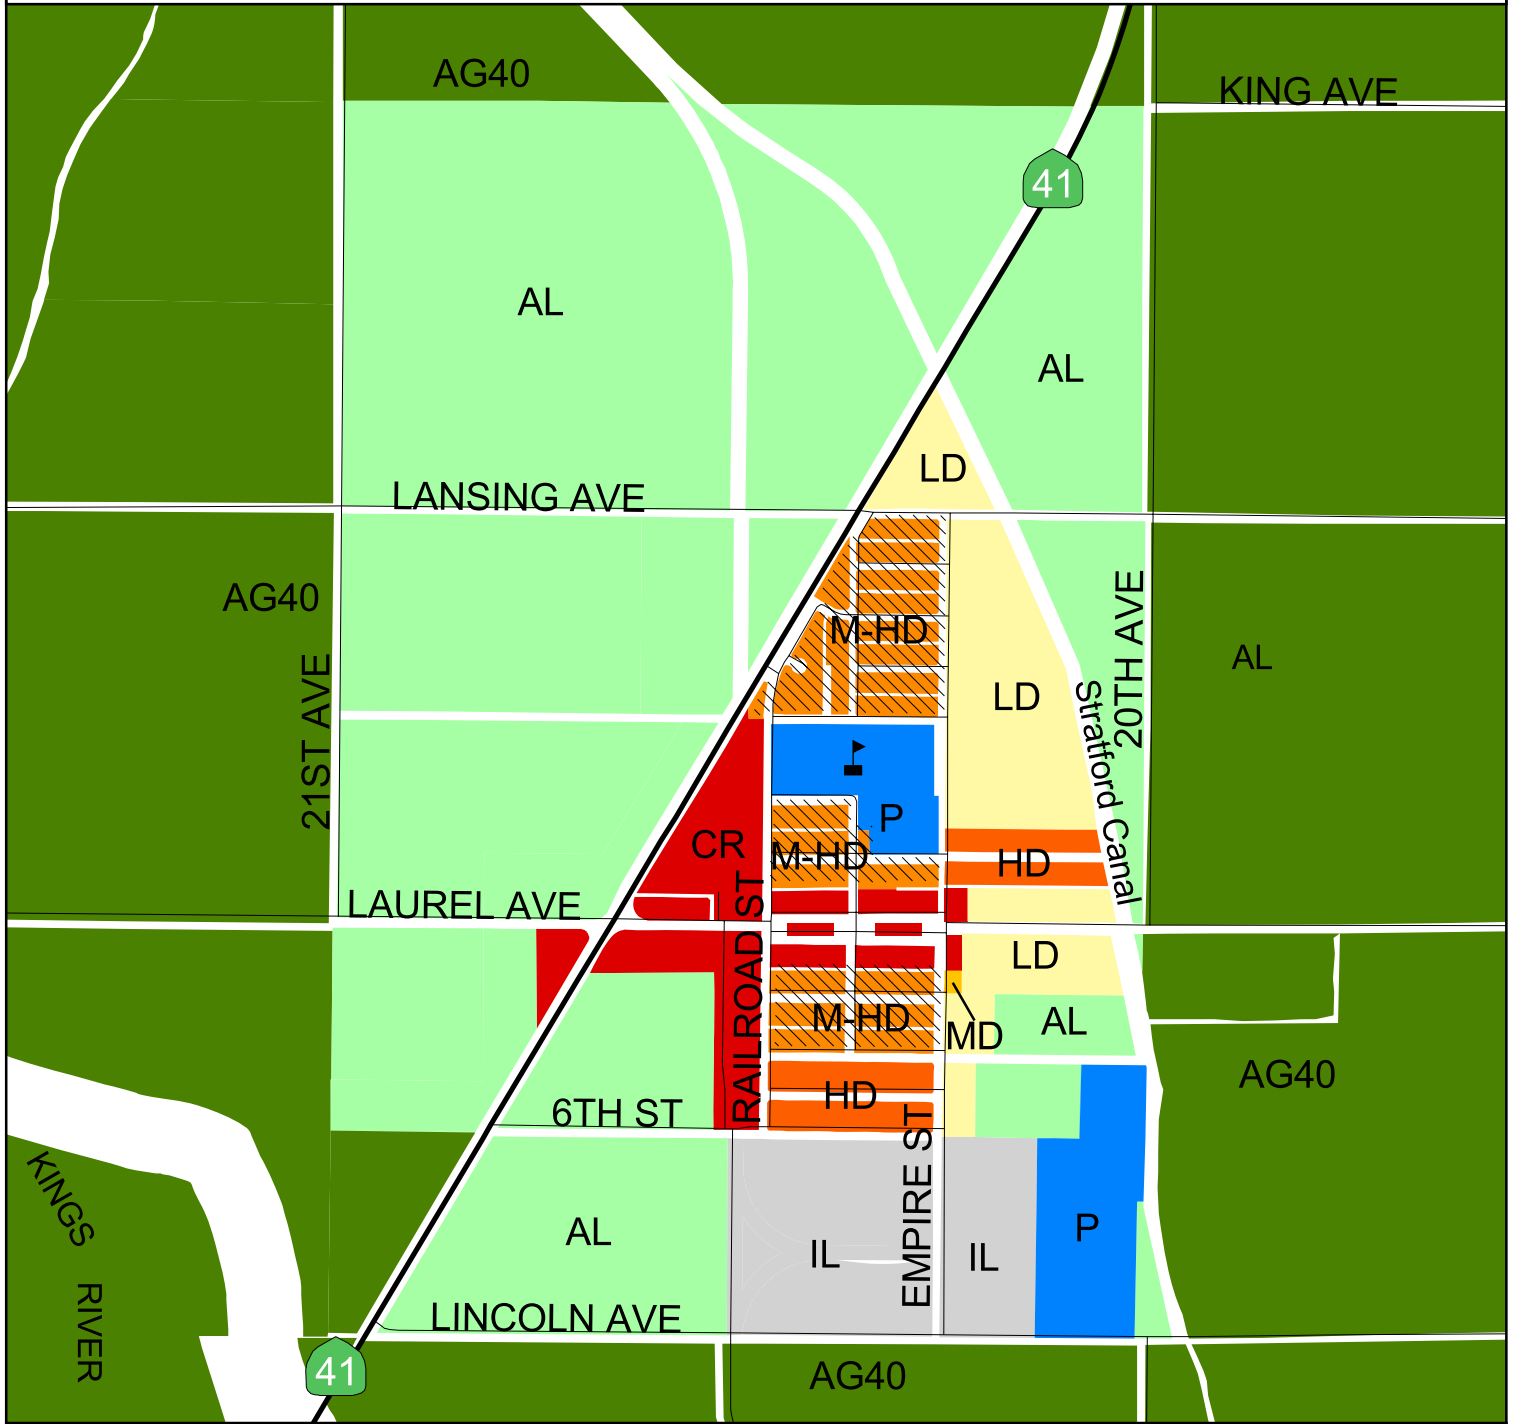 AG40
KING AVE
41
AL
AL
LD
LANSING AVE
AG40
M-HD
20TH AVE
AL
21ST AVE
LD
Stratford Canal
P
CR
M-HD
HD
LAUREL AVE
RAILROAD ST
LD
M-HD
MD
AL
AG40
HD
6TH ST
EMPIRE ST
KINGS RIVER
AL
IL
IL
P
LINCOLN AVE
41
AG40